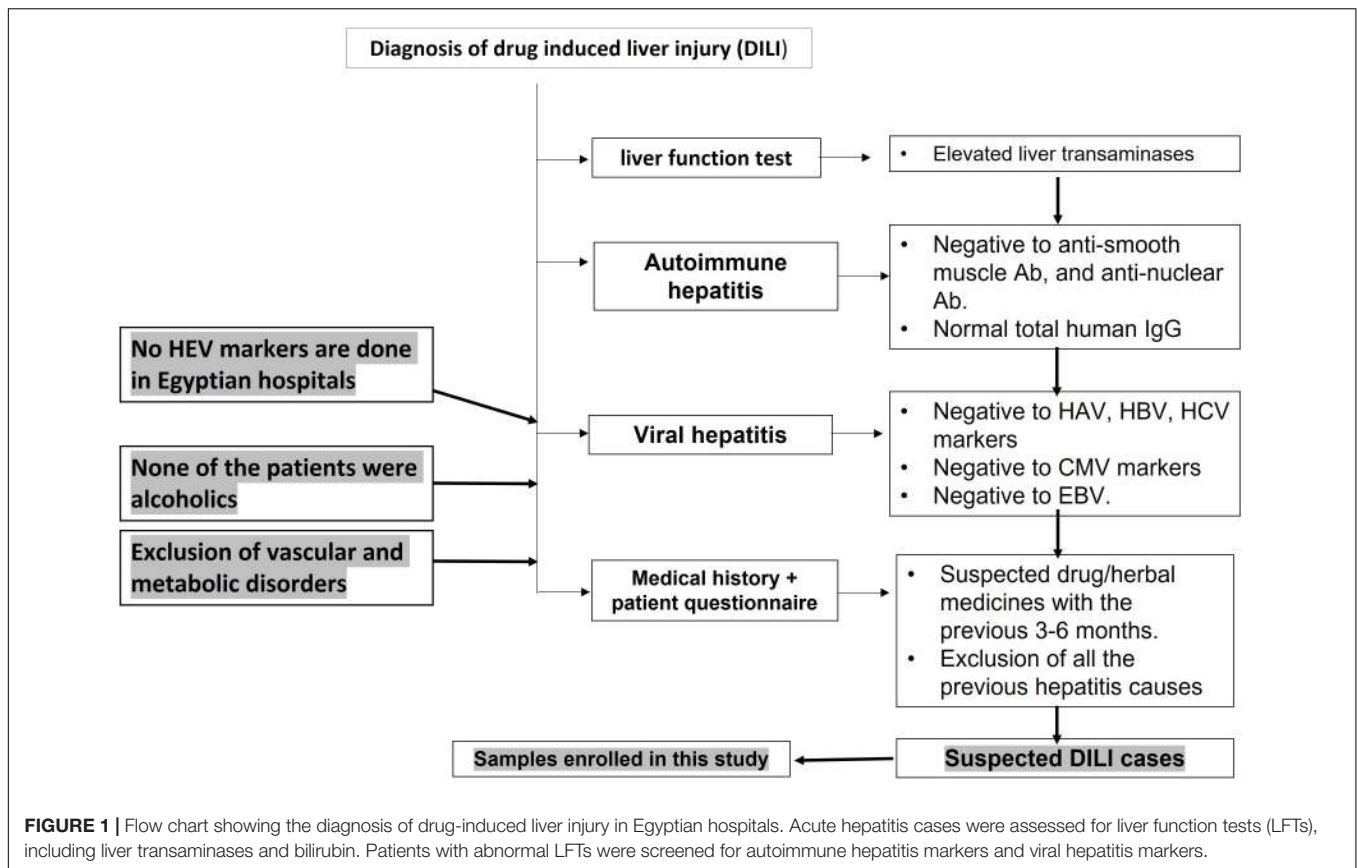 Diagnosis of drug induced liver injury (DILI)
liver function test
• Elevated liver transaminases
Autoimmune
hepatitis
• Negative to anti-smooth
muscle Ab, and anti-nuclear
Ab.
• Normal total human IgG
No HEV markers are done
in Egyptian hospitals
Viral hepatitis
• Negative to HAV, HBV, HCV
markers
• Negative to CMV markers
• Negative to EBV.
None of the patients were
alcoholics
Exclusion of vascular and
metabolic disorders
Medical history +
patient questionnaire
• Suspected drug/herbal
medicines with the
previous 3-6 months.
• Exclusion of all the
previous hepatitis causes
Samples enrolled in this study
Suspected DILI cases
FIGURE 1 | Flow chart showing the diagnosis of drug-induced liver injury in Egyptian hospitals. Acute hepatitis cases were assessed for liver function tests (LFTs),
including liver transaminases and bilirubin. Patients with abnormal LFTs were screened for autoimmune hepatitis markers and viral hepatitis markers.